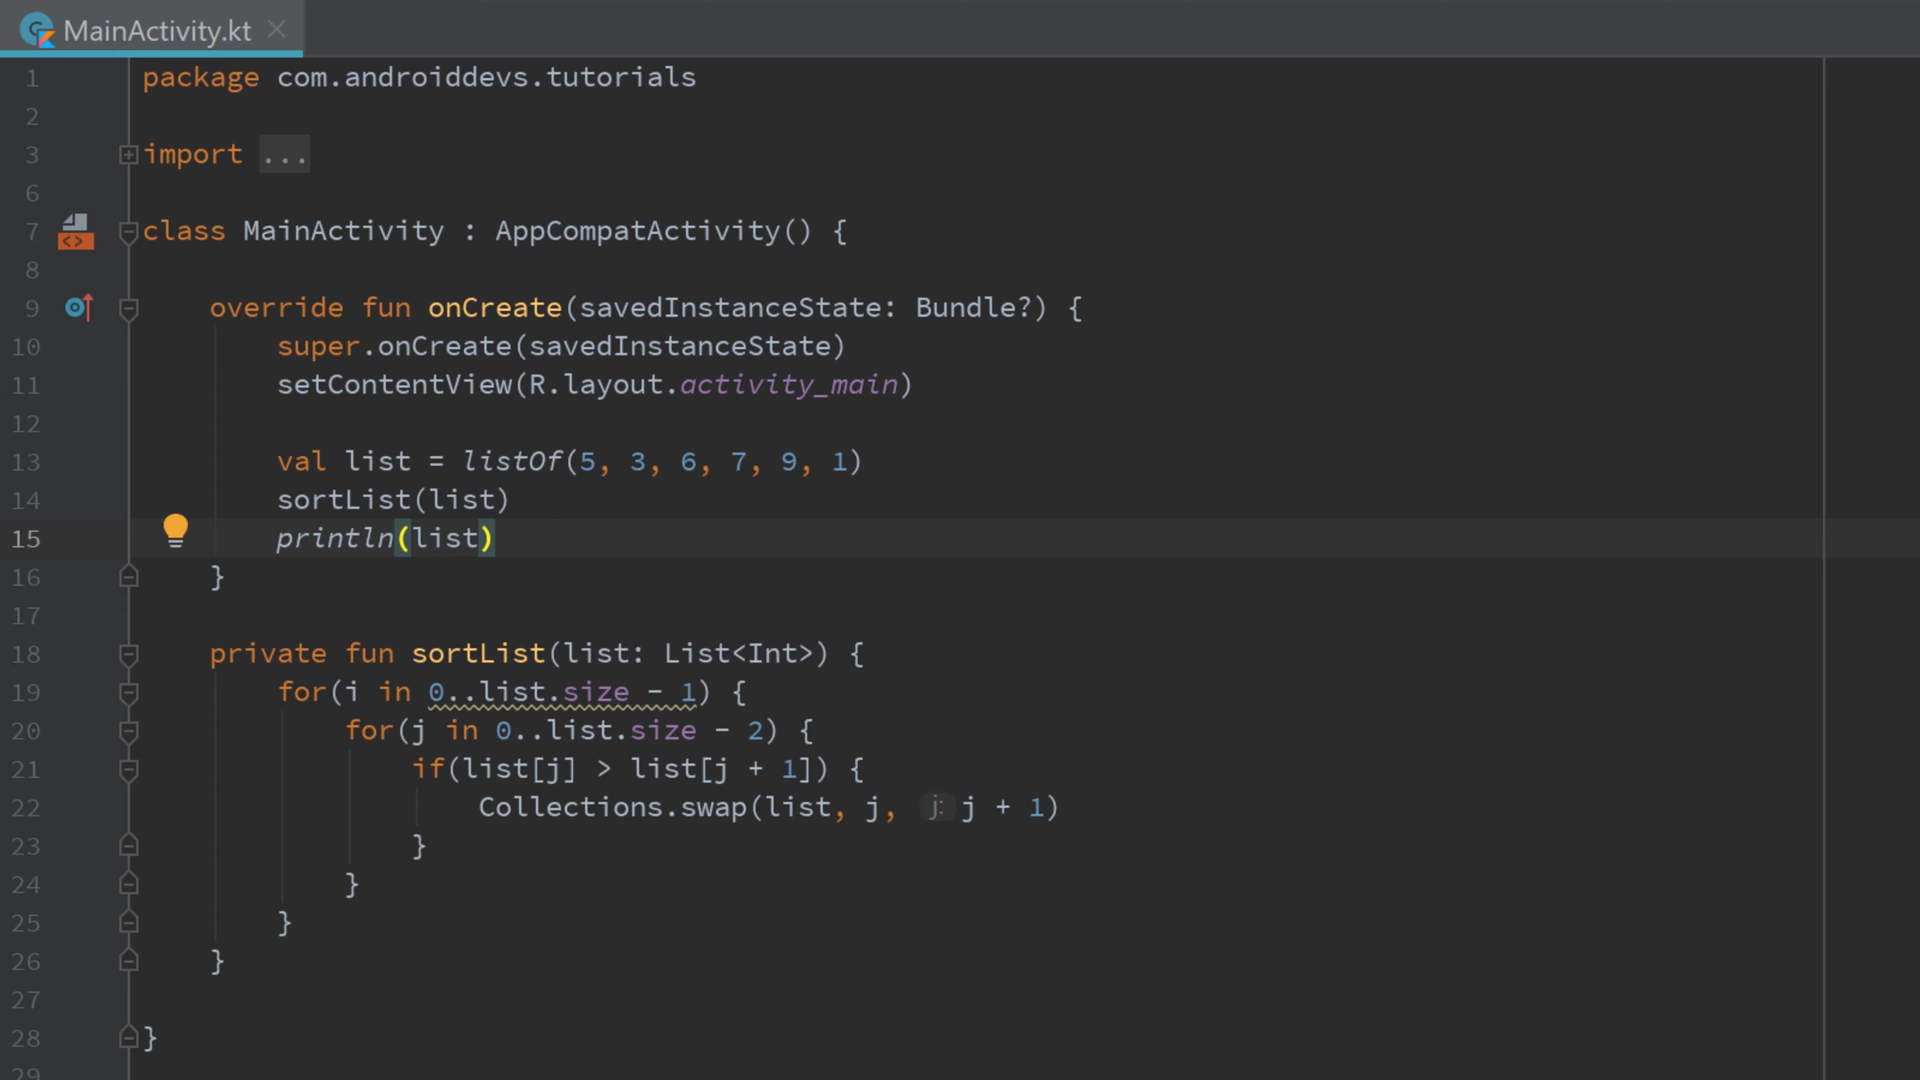 MainActivity.kt
1 package com.androiddevs.tutorials
2
3 import ...
6
7 class MainActivity : AppCompatActivity() {
8
9 override fun onCreate(savedInstanceState: Bundle?) {
10 super.onCreate(savedInstanceState)
11 setContentView(R.layout.activity_main)
12
13 val list = listOf(5, 3, 6, 7, 9, 1)
14 sortList(list)
15 println(list)
16 }
17
18 private fun sortList(list: List<Int>) {
19 for(i in 0..list.size - 1) {
20 for(j in 0..list.size - 2) {
21 if(list[j] > list[j + 1]) {
22 Collections.swap(list, j, j: j + 1)
23 }
24 }
25 }
26 }
27
28 }
29